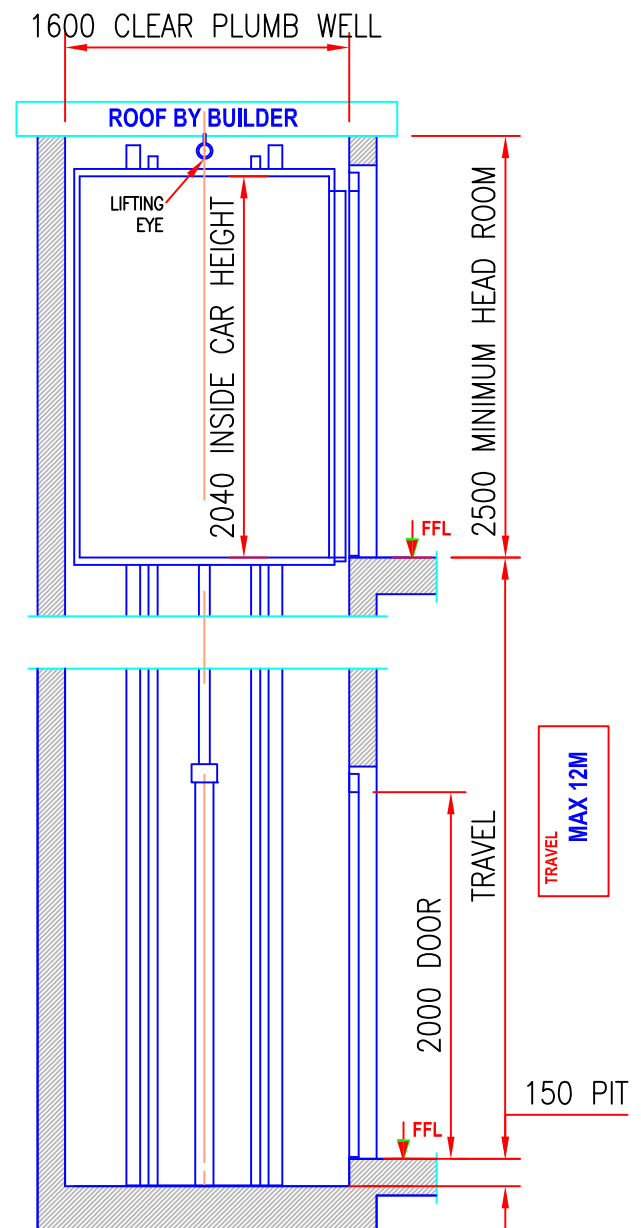 1600 CLEAR PLUMB WELL
ROOF BY BUILDER
LIFTING
EYE
2040 INSIDE CAR HEIGHT
2500 MINIMUM HEAD ROOM
FFL
TRAVEL
TRAVEL
MAX 12M
2000 DOOR
150 PIT
FFL